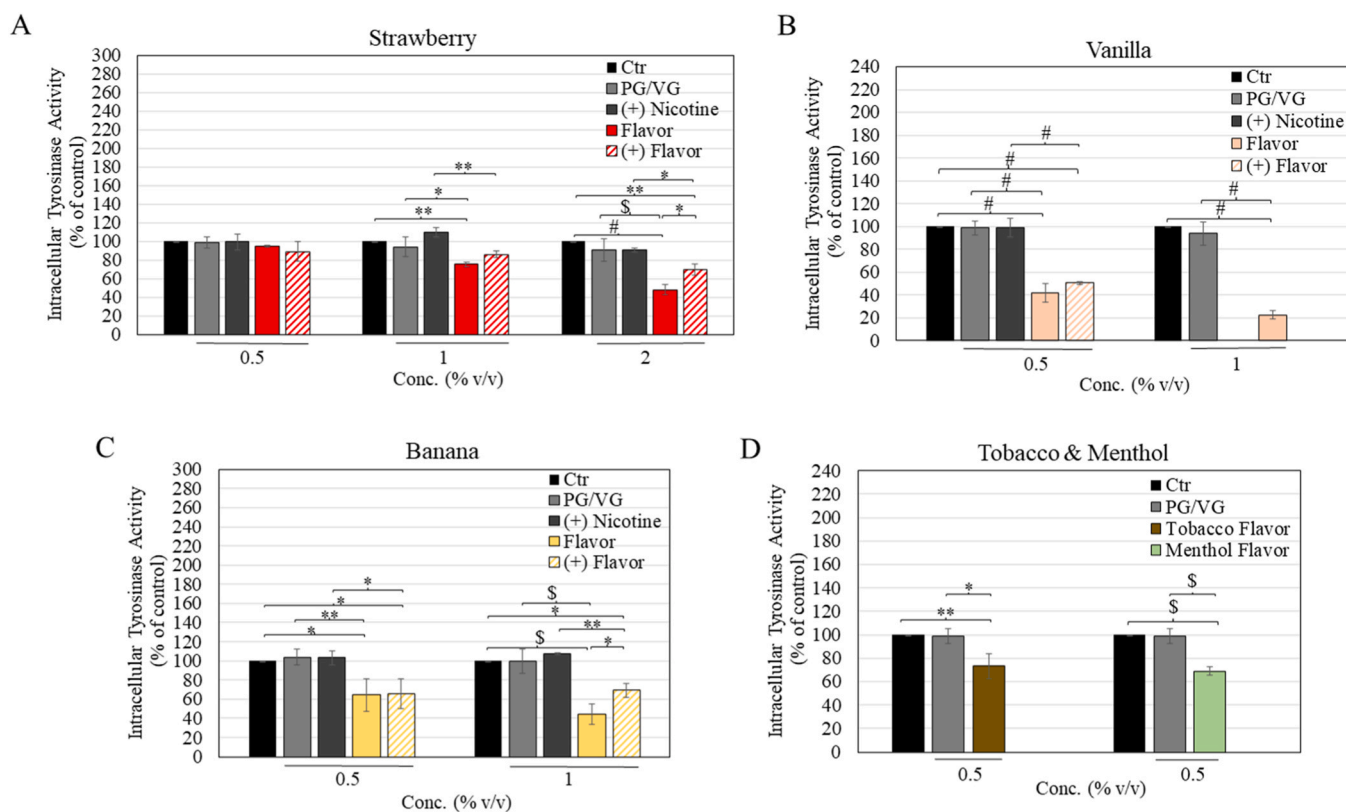 A
Strawberry
Intracellular Tyrosinase Activity
(% of control)
300
280
260
240
220
200
180
160
140
120
100
80
60
40
20
0
Ctr
PG/VG
(+) Nicotine
Flavor
(+) Flavor
**
*
**
*
**
$
*
#
0.5
1
2
Conc. (% v/v)
B
Vanilla
Intracellular Tyrosinase Activity
(% of control)
240
220
200
180
160
140
120
100
80
60
40
20
0
Ctr
PG/VG
(+) Nicotine
Flavor
(+) Flavor
#
#
#
#
#
#
0.5
1
Conc. (% v/v)
C
Banana
Intracellular Tyrosinase Activity
(% of control)
300
280
260
240
220
200
180
160
140
120
100
80
60
40
20
0
Ctr
PG/VG
(+) Nicotine
Flavor
(+) Flavor
*
*
**
*
$
*
**
$
*
0.5
1
Conc. (% v/v)
D
Tobacco & Menthol
Intracellular Tyrosinase Activity
(% of control)
240
220
200
180
160
140
120
100
80
60
40
20
0
Ctr
PG/VG
Tobacco Flavor
Menthol Flavor
*
**
$
$
0.5
0.5
Conc. (% v/v)